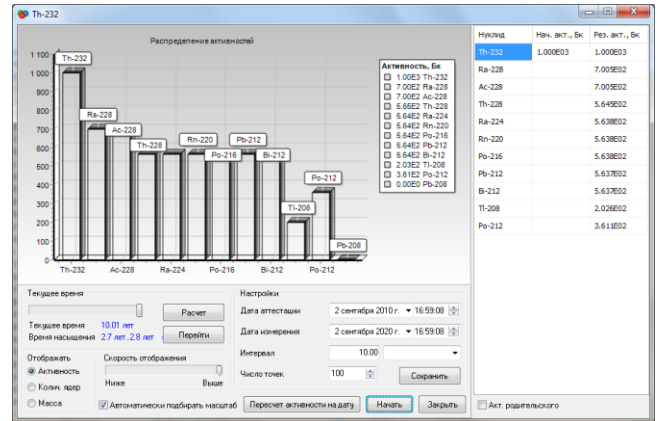 Th-232
Распределение активностей
1 100
1 000
900
800
700
600
500
400
300
200
100
0
Th-232
Ra-228
Ac-228
Th-228
Rn-220
Po-216
Pb-212
Bi-212
Tl-208
Po-212
Pb-208
Th-232 Ac-228 Ra-224 Po-216 Bi-212 Po-212
Активность, Бк
1.00E3 Th-232
7.00E2 Ra-228
7.00E2 Ac-228
5.65E2 Th-228
5.64E2 Ra-224
5.64E2 Rn-220
5.64E2 Po-216
5.64E2 Pb-212
5.64E2 Bi-212
2.03E2 Tl-208
3.61E2 Po-212
0.00E0 Pb-208
Нуклид Нач. акт., Бк Рез. акт., Бк
Th-232 1.000E03 1.000E03
Ra-228 7.005E02
Ac-228 7.005E02
Th-228 5.645E02
Ra-224 5.638E02
Rn-220 5.638E02
Po-216 5.638E02
Pb-212 5.637E02
Bi-212 5.637E02
Tl-208 2.026E02
Po-212 3.611E02
Текущее время
Расчет
Текущее время 10.01 лет
Время насыщения 2.7 лет..2.8 лет
Перейти
Отображать
Активность
Колич. ядер
Масса
Скорость отображения
Ниже Выше
Автоматически подбирать масштаб
Настройки
Дата аттестации 2 сентября 2010 г. 16:59:08
Дата измерения 2 сентября 2020 г. 16:59:08
Интервал 10.00
Число точек 100
Сохранить
Пересчет активности на дату Начать Закрыть
Акт. родительского